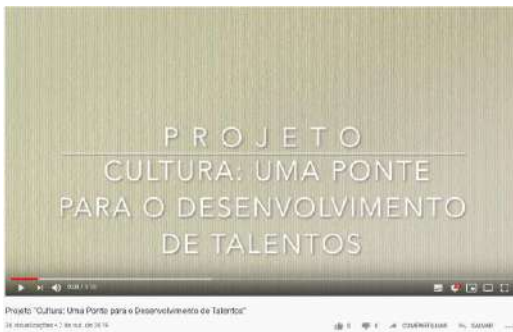 PROJETO
CULTURA: UMA PONTE
PARA O DESENVOLVIMENTO
DE TALENTOS
Projeto "Cultura: Uma Ponte para o Desenvolvimento de Talentos"
COMPARTILHAR SALVAR